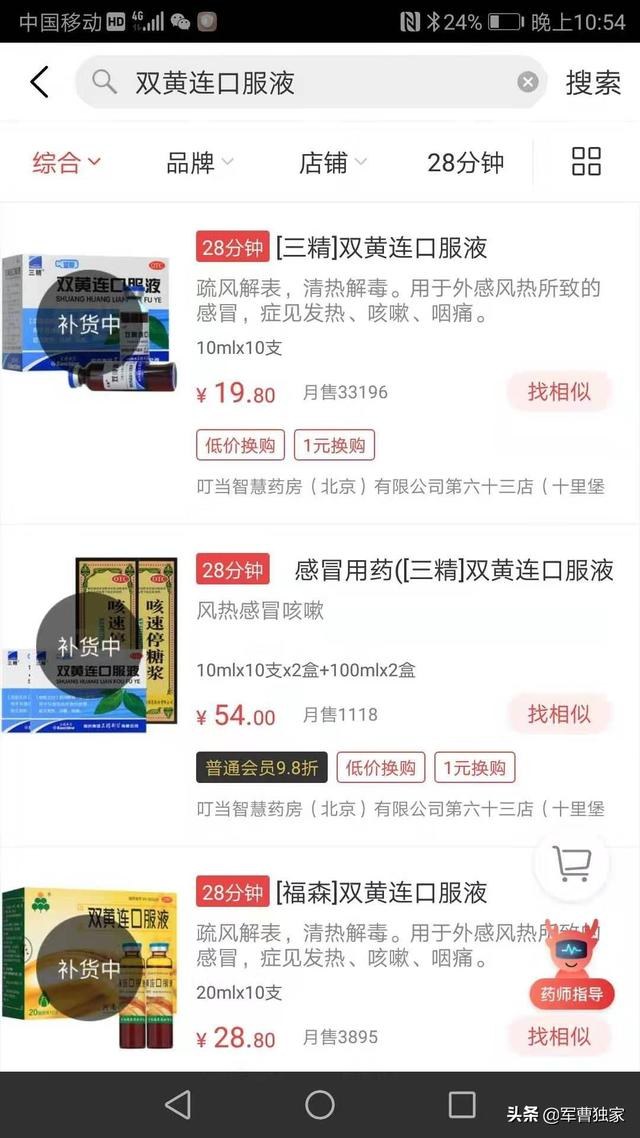 中国移动 HD 4G 24% 晚上10:54
双黄连口服液 搜索
综合 品牌 店铺 28分钟
28分钟 [三精]双黄连口服液
疏风解表，清热解毒。用于外感风热所致的
感冒，症见发热、咳嗽、咽痛。
10mlx10支
¥ 19.80 月售33196 找相似
低价换购 1元换购
叮当智慧药房（北京）有限公司第六十三店（十里堡
三精
OTC
双黄连口服液
SHUANG HUANG LIAN KOU FU YE
补货中
28分钟 感冒用药([三精]双黄连口服液
风热感冒咳嗽
10mlx10支x2盒+100mlx2盒
¥ 54.00 月售1118 找相似
普通会员9.8折 低价换购 1元换购
叮当智慧药房（北京）有限公司第六十三店（十里堡
OTC
咳速停糖浆
补货中
三精
双黄连口服液
SHUANG HUANG LIAN KOU FU YE
28分钟 [福森]双黄连口服液
疏风解表，清热解毒。用于外感风热所致的
感冒，症见发热、咳嗽、咽痛。
20mlx10支
¥ 28.80 月售3895 找相似
双黄连口服液
补货中
药师指导
头条 @军曹独家